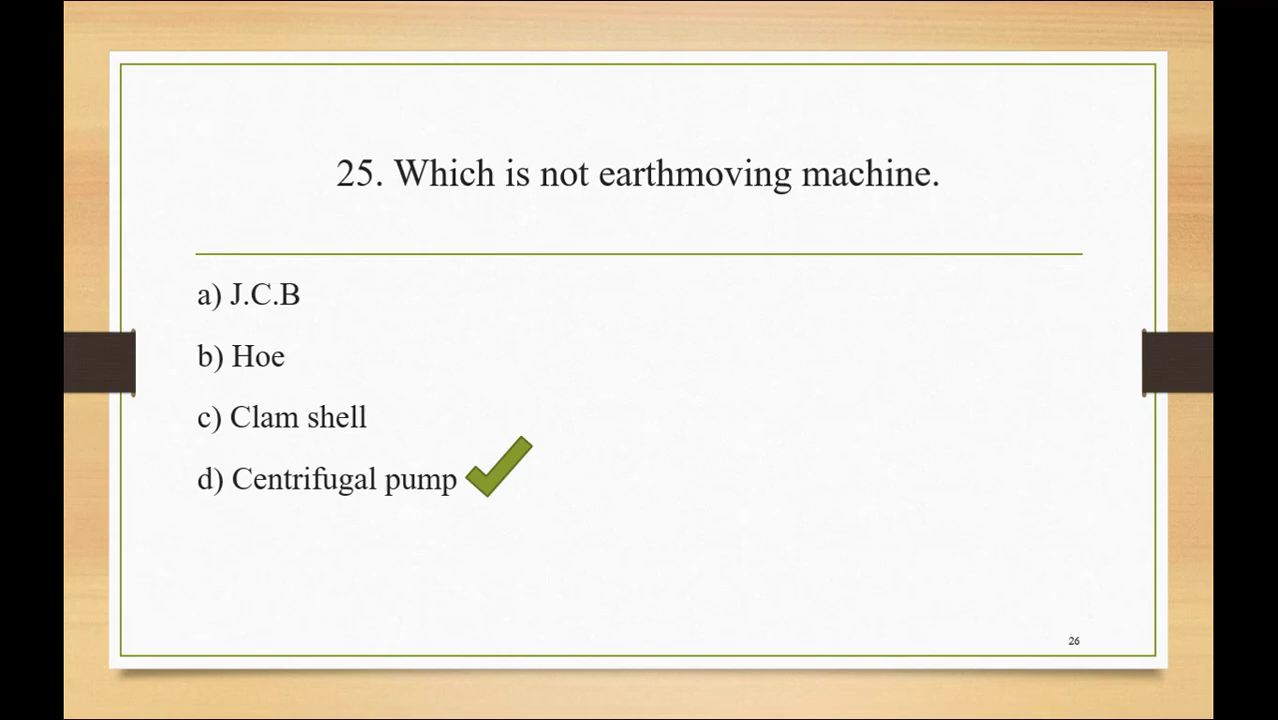 25. Which is not earthmoving machine.
a) J.C.B
b) Hoe
c) Clam shell
d) Centrifugal pump
26